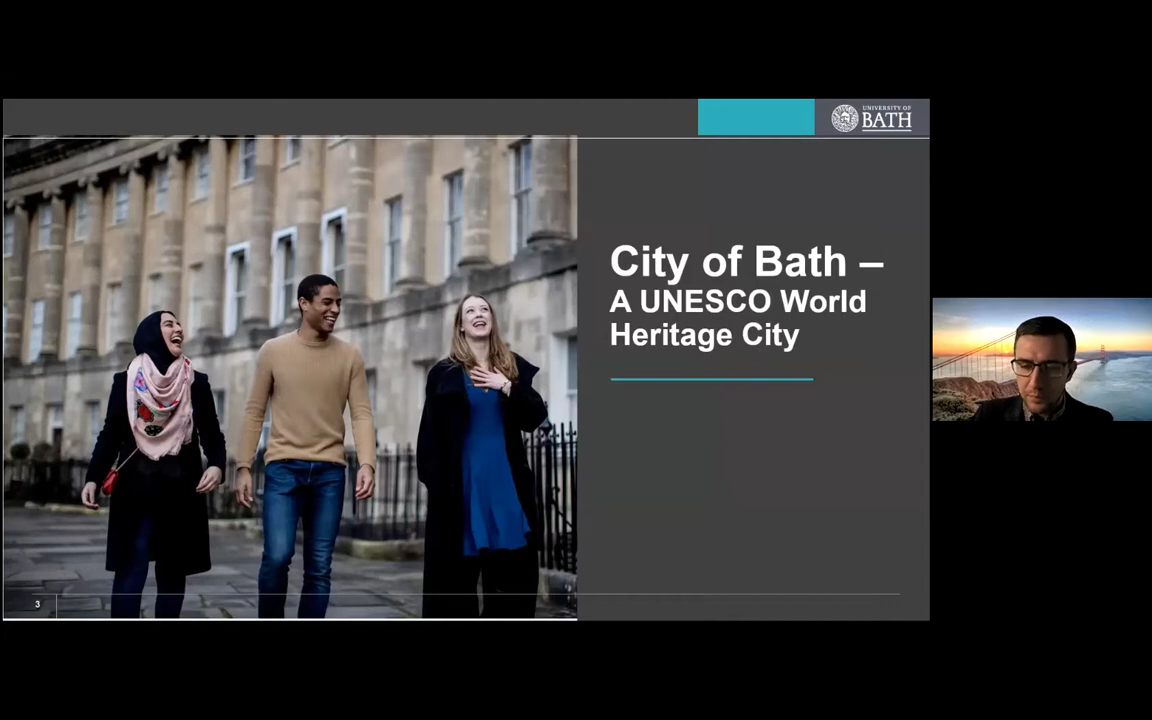 UNIVERSITY OF
BATH
City of Bath –
A UNESCO World
Heritage City
3